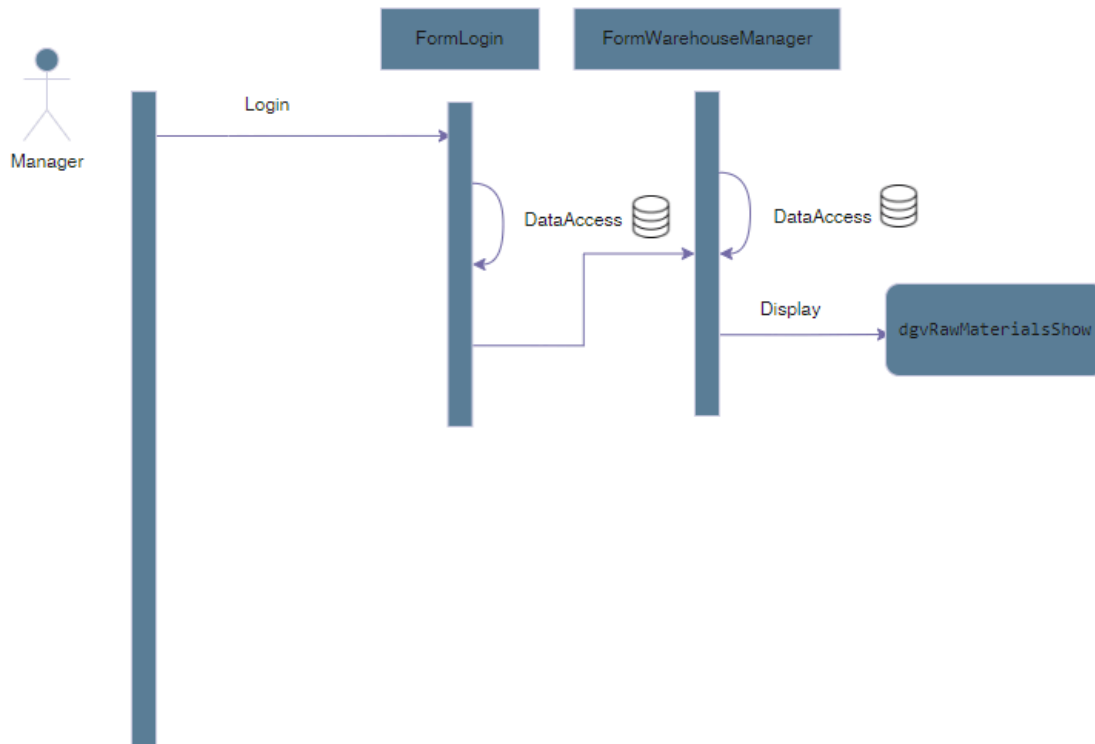 FormLogin
FormWarehouseManager
Login
Manager
DataAccess
DataAccess
Display
dgvRawMaterialsShow